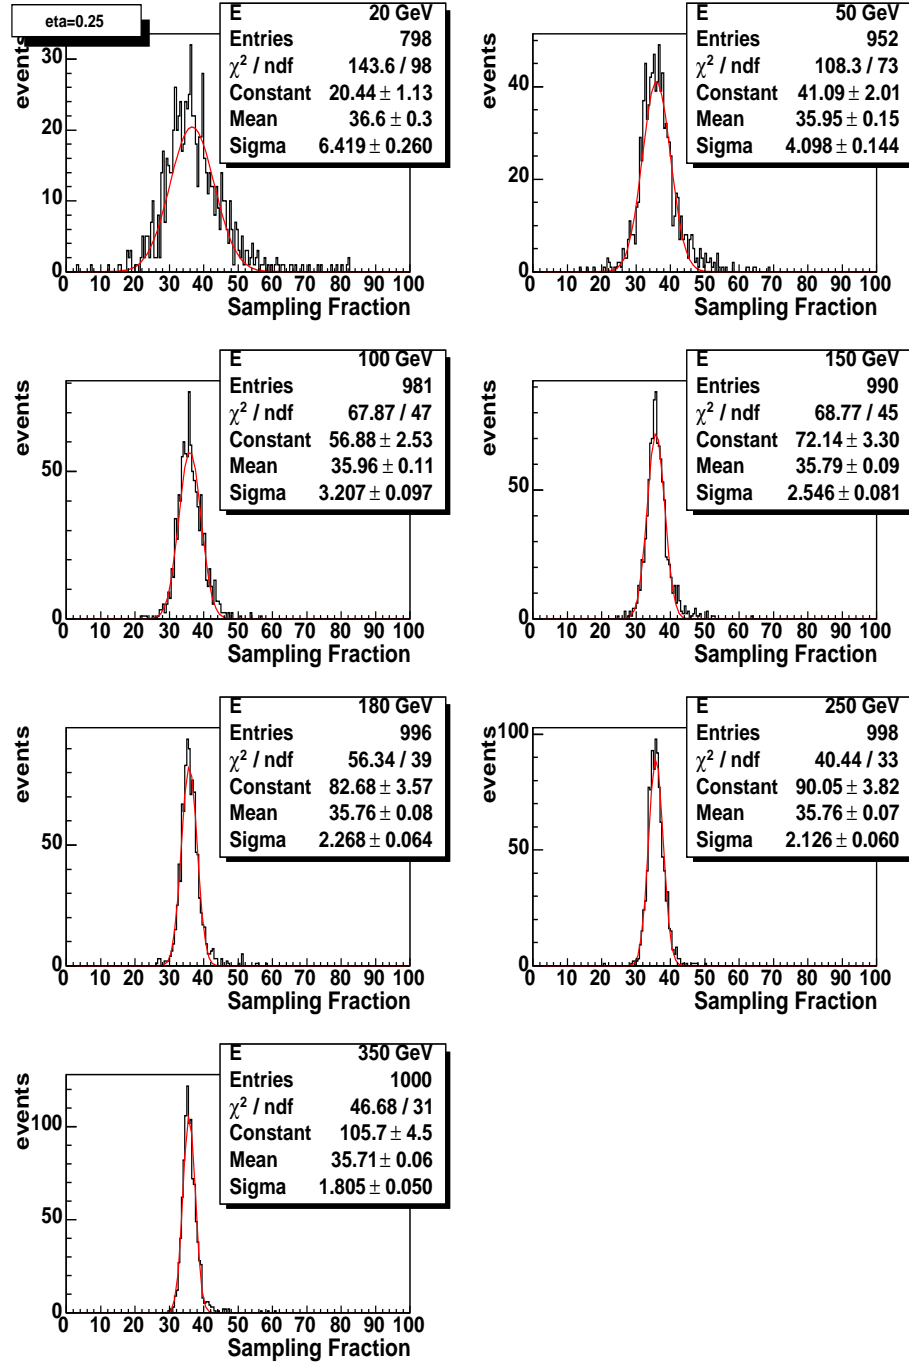 eta=0.25
E 20 GeV
Entries 798
χ² / ndf 143.6 / 98
Constant 20.44 ± 1.13
Mean 36.6 ± 0.3
Sigma 6.419 ± 0.260
events
30
20
10
0
0 10 20 30 40 50 60 70 80 90 100
Sampling Fraction
E 50 GeV
Entries 952
χ² / ndf 108.3 / 73
Constant 41.09 ± 2.01
Mean 35.95 ± 0.15
Sigma 4.098 ± 0.144
events
40
20
0
0 10 20 30 40 50 60 70 80 90 100
Sampling Fraction
E 100 GeV
Entries 981
χ² / ndf 67.87 / 47
Constant 56.88 ± 2.53
Mean 35.96 ± 0.11
Sigma 3.207 ± 0.097
events
50
0
0 10 20 30 40 50 60 70 80 90 100
Sampling Fraction
E 150 GeV
Entries 990
χ² / ndf 68.77 / 45
Constant 72.14 ± 3.30
Mean 35.79 ± 0.09
Sigma 2.546 ± 0.081
events
50
0
0 10 20 30 40 50 60 70 80 90 100
Sampling Fraction
E 180 GeV
Entries 996
χ² / ndf 56.34 / 39
Constant 82.68 ± 3.57
Mean 35.76 ± 0.08
Sigma 2.268 ± 0.064
events
50
0
0 10 20 30 40 50 60 70 80 90 100
Sampling Fraction
E 250 GeV
Entries 998
χ² / ndf 40.44 / 33
Constant 90.05 ± 3.82
Mean 35.76 ± 0.07
Sigma 2.126 ± 0.060
events
100
50
0
0 10 20 30 40 50 60 70 80 90 100
Sampling Fraction
E 350 GeV
Entries 1000
χ² / ndf 46.68 / 31
Constant 105.7 ± 4.5
Mean 35.71 ± 0.06
Sigma 1.805 ± 0.050
events
100
50
0
0 10 20 30 40 50 60 70 80 90 100
Sampling Fraction